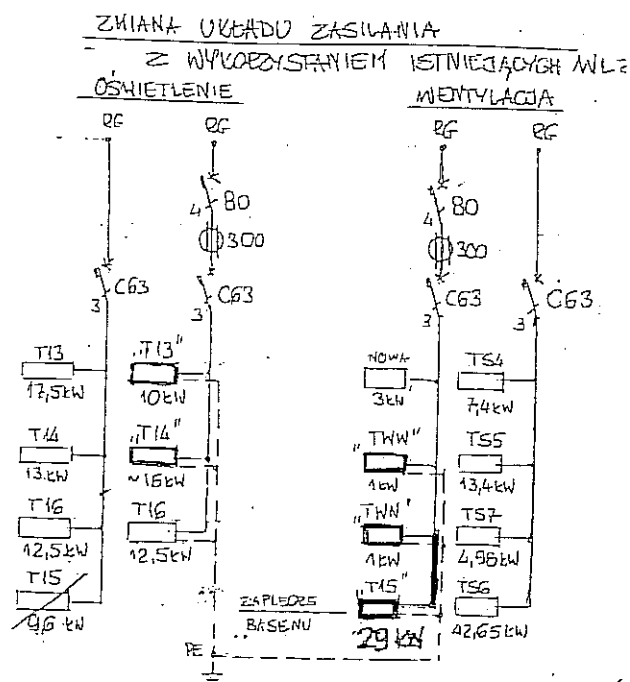 ZMIANA UKŁADU ZASILANIA
Z WYKORZYSTANIEM ISTNIEJĄCYCH WLZ
OŚWIETLENIE
WENTYLACJA
RG
RG
RG
RG
4
80
300
4
80
300
3
C63
3
C63
3
C63
3
C63
T13
17,5kW
"T13"
10kW
NOWA
3kW
TS4
7,4kW
T14
13kW
"T14"
~16kW
"TWW"
1kW
TS5
13,4kW
T16
12,5kW
T16
12,5kW
"TWN"
1kW
TS7
4,98kW
T15
9,6 kW
ZAPLECZE
BASENU
"T15"
29 kW
TS6
42,65kW
PE